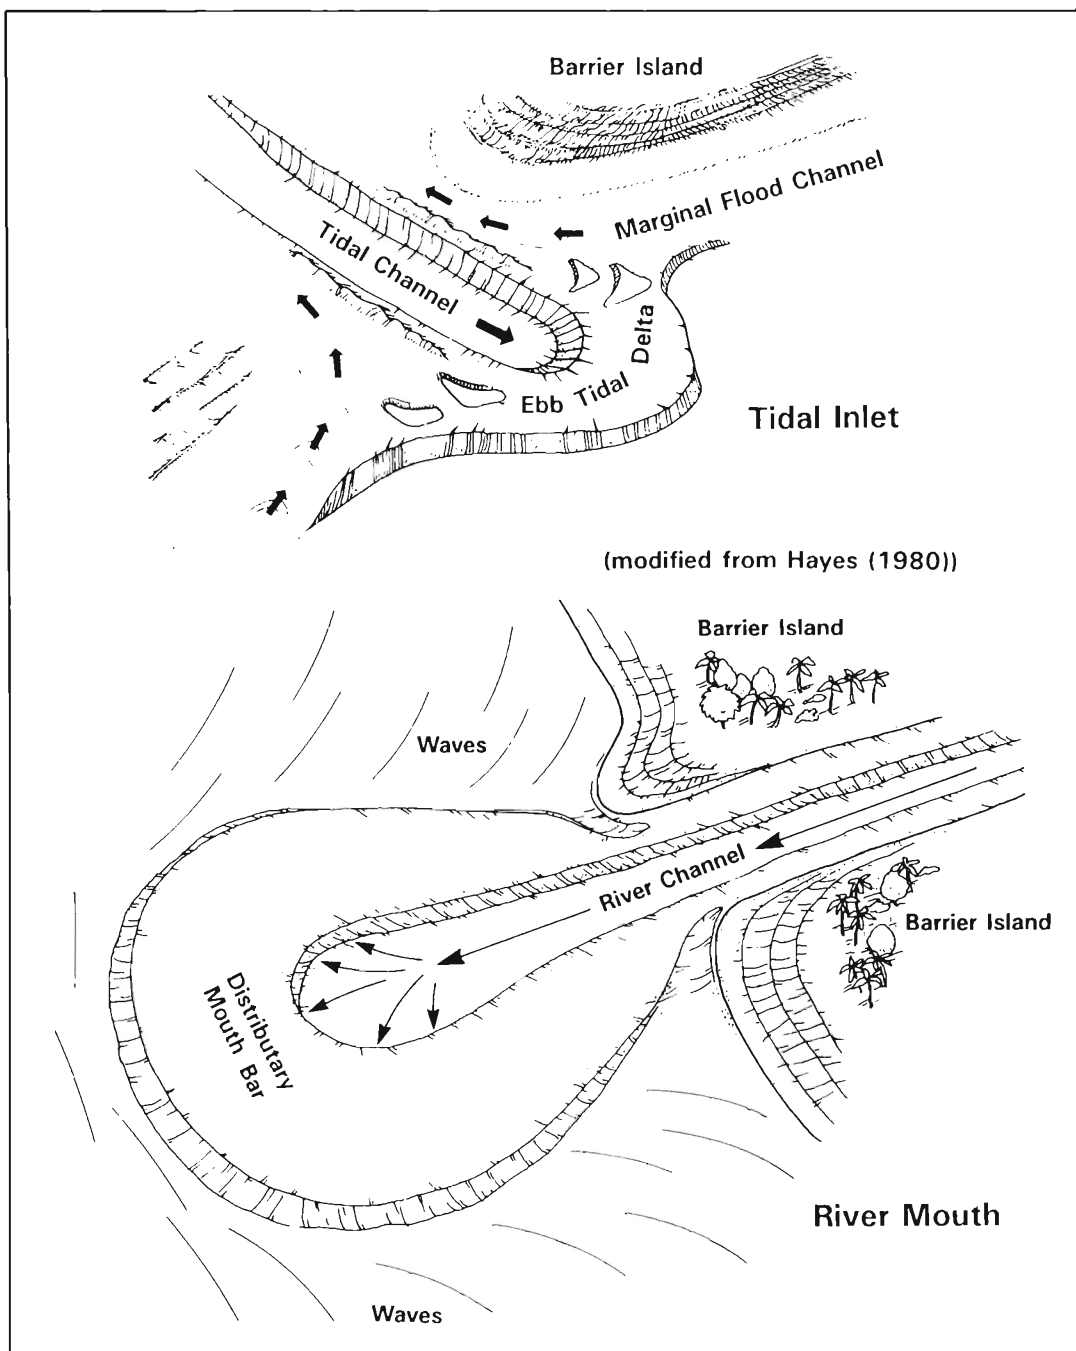 Barrier Island
Marginal Flood Channel
Tidal Channel
Ebb Tidal Delta
Tidal Inlet
(modified from Hayes (1980))
Barrier Island
Waves
River Channel
Barrier Island
Distributary
Mouth Bar
River Mouth
Waves